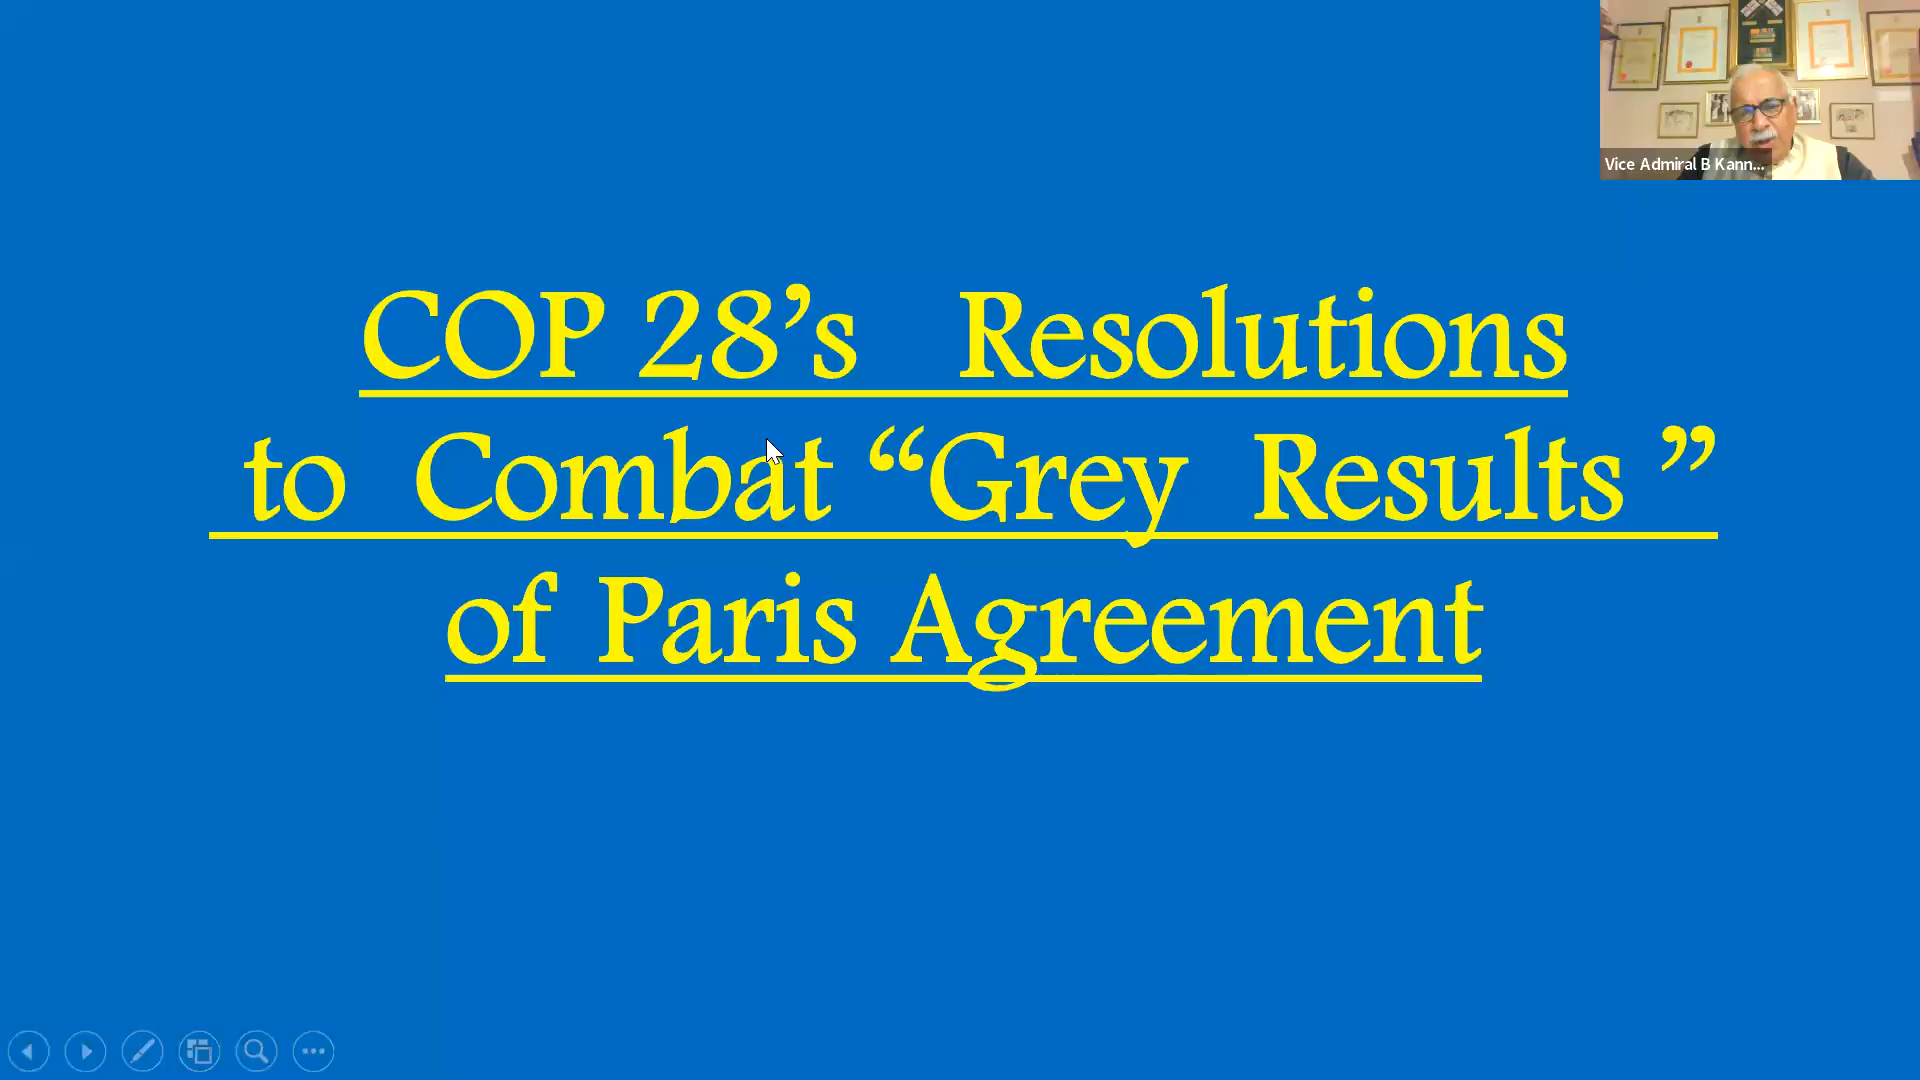 Vice Admiral B Kann...
COP 28’s Resolutions
to Combat “Grey Results ”
of Paris Agreement